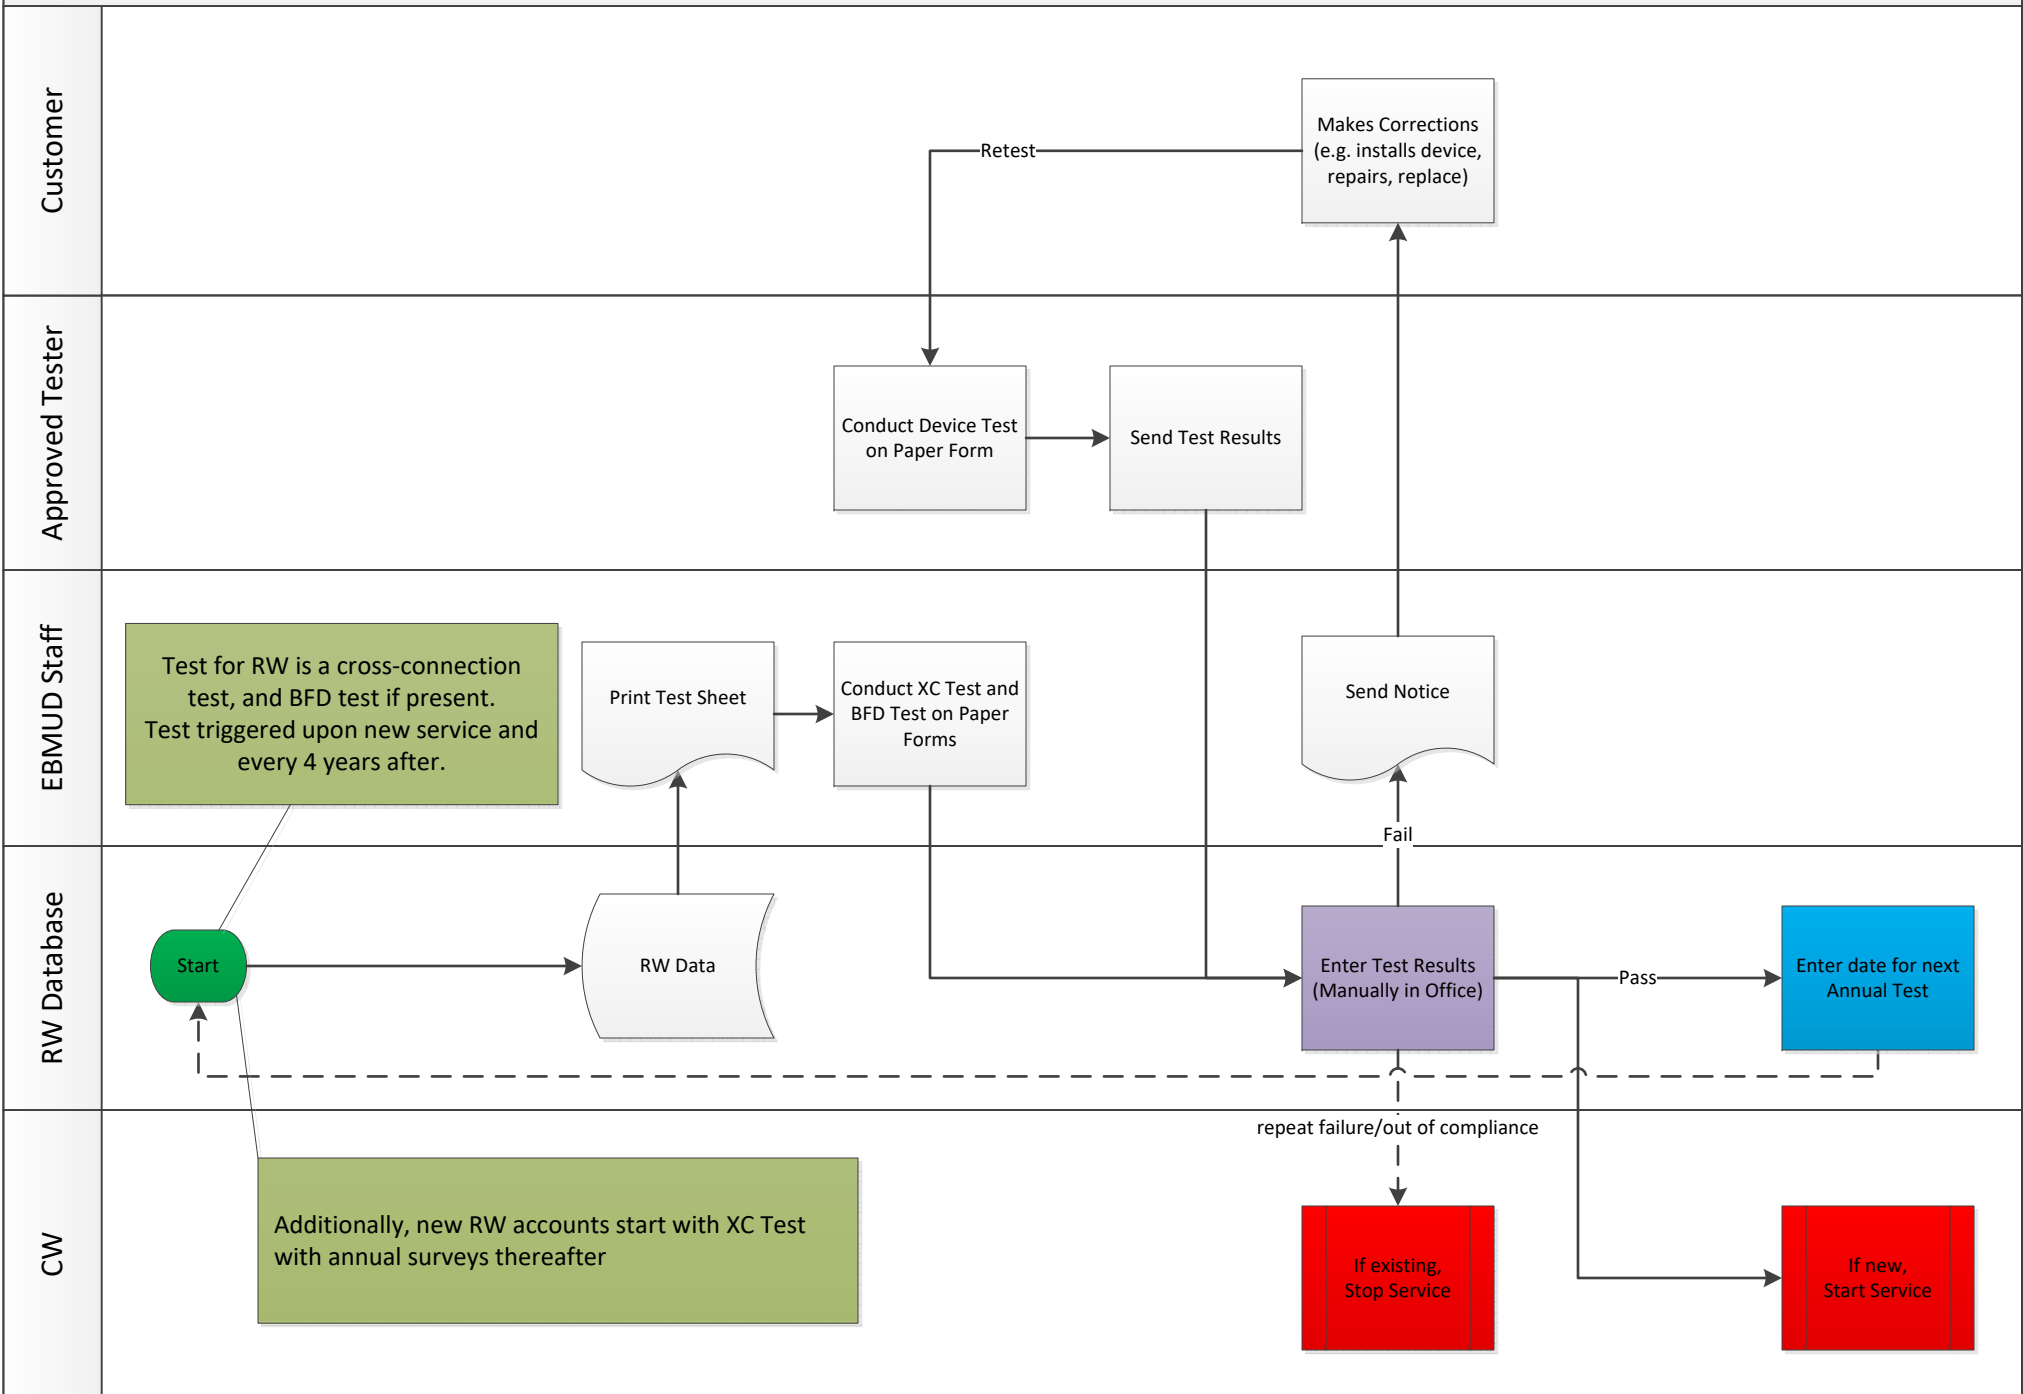 Customer
Makes Corrections
(e.g. installs device,
repairs, replace)
Retest
Approved Tester
Conduct Device Test
on Paper Form
Send Test Results
EBMUD Staff
Test for RW is a cross-connection
test, and BFD test if present.
Test triggered upon new service and
every 4 years after.
Print Test Sheet
Conduct XC Test and
BFD Test on Paper
Forms
Send Notice
Fail
RW Database
Start
RW Data
Enter Test Results
(Manually in Office)
Pass
Enter date for next
Annual Test
CW
repeat failure/out of compliance
Additionally, new RW accounts start with XC Test
with annual surveys thereafter
If existing,
Stop Service
If new,
Start Service